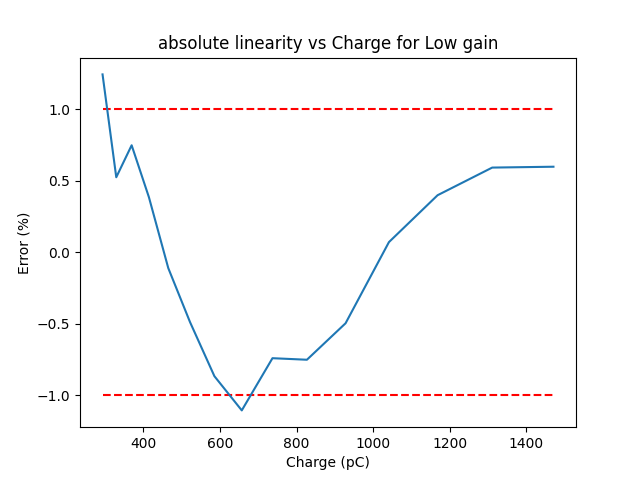 absolute linearity vs Charge for Low gain
1.0
0.5
0.0
−0.5
−1.0
Error (%)
400 600 800 1000 1200 1400
Charge (pC)